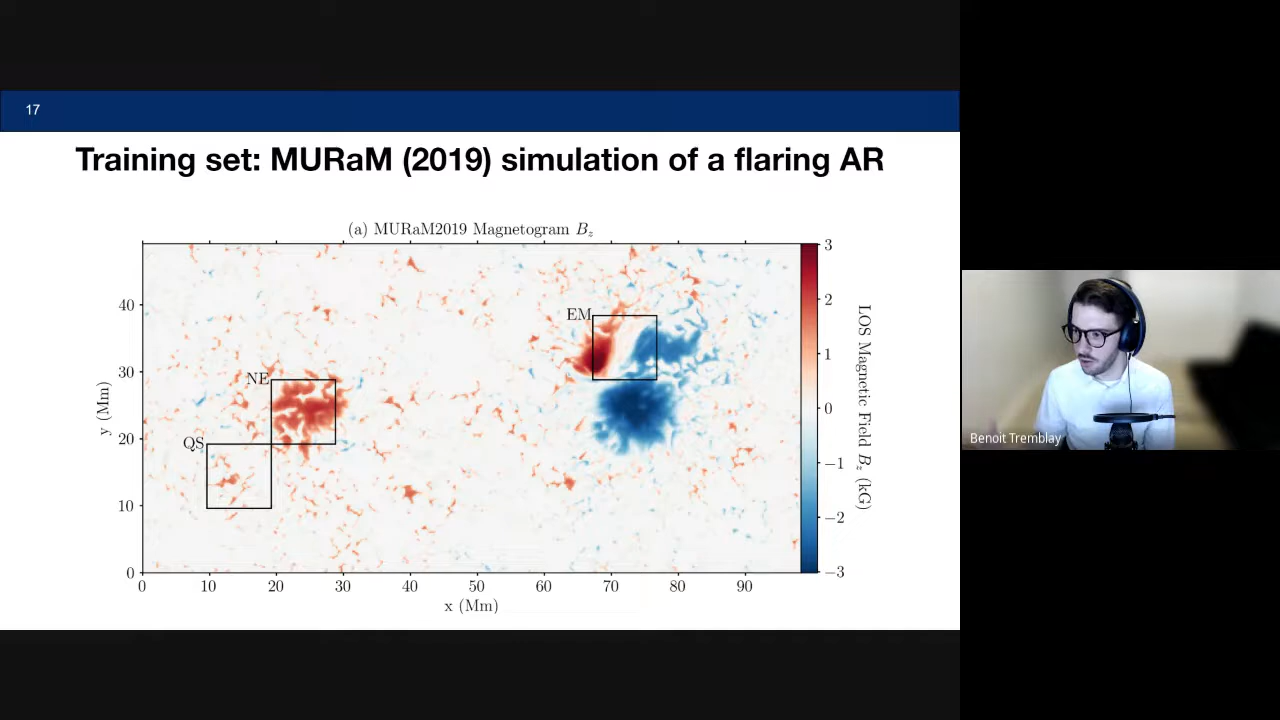 17
Training set: MURaM (2019) simulation of a flaring AR
(a) MURaM2019 Magnetogram B_z
EM
NE
QS
40
30
20
10
0
y (Mm)
0 10 20 30 40 50 60 70 80 90
x (Mm)
3
2
1
0
−1
−2
−3
LOS Magnetic Field B_z (kG)
Benoit Tremblay